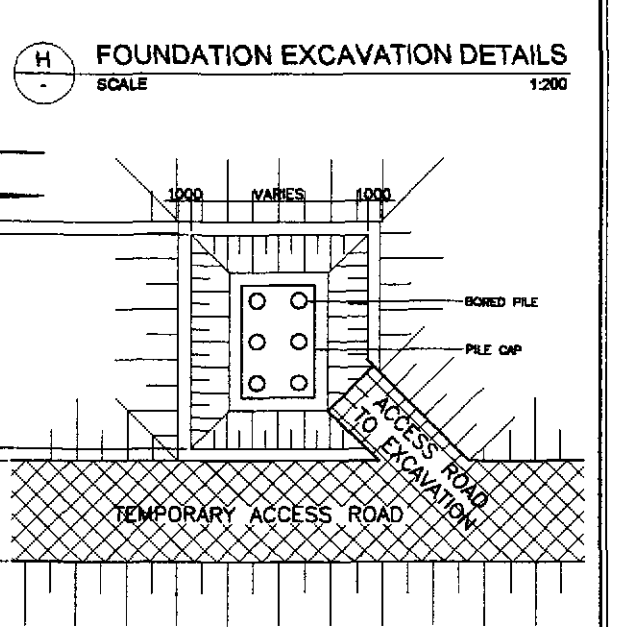 H
FOUNDATION EXCAVATION DETAILS
-
SCALE
1:200
1000
VARIES
1000
BORED PILE
PILE CAP
ACCESS ROAD
TO EXCAVATION
TEMPORARY ACCESS ROAD